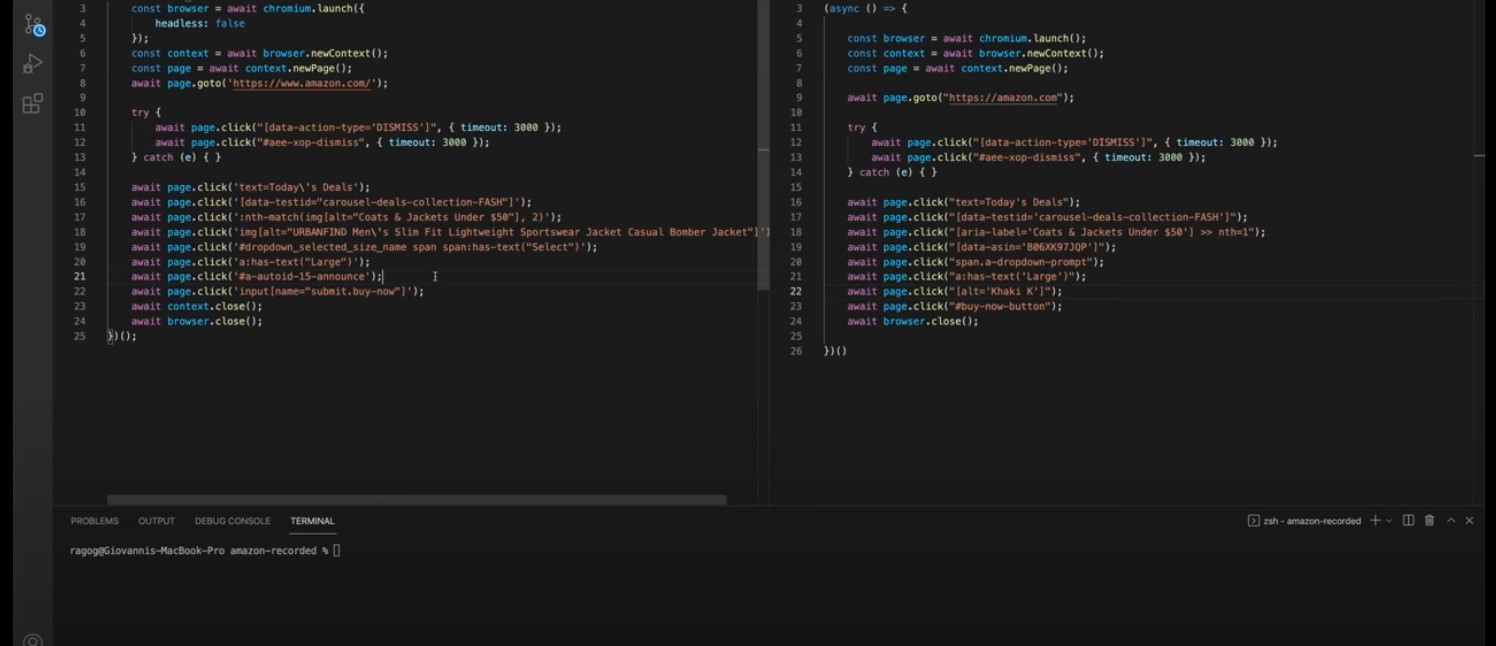 3 const browser = await chromium.launch({
4 headless: false
5 });
6 const context = await browser.newContext();
7 const page = await context.newPage();
8 await page.goto('https://www.amazon.com/');
9
10 try {
11 await page.click("[data-action-type='DISMISS']", { timeout: 3000 });
12 await page.click("#aee-xop-dismiss", { timeout: 3000 });
13 } catch (e) { }
14
15 await page.click('text=Today\'s Deals');
16 await page.click('[data-testid="carousel-deals-collection-FASH"]');
17 await page.click(':nth-match(img[alt="Coats & Jackets Under $50"], 2)');
18 await page.click('img[alt="URBANFIND Men\'s Slim Fit Lightweight Sportswear Jacket Casual Bomber Jacket"]')
19 await page.click('#dropdown_selected_size_name span span:has-text("Select")');
20 await page.click('a:has-text("Large")');
21 await page.click('#a-autoid-15-announce');
22 await page.click('input[name="submit.buy-now"]');
23 await context.close();
24 await browser.close();
25 })();
3 (async () => {
4
5 const browser = await chromium.launch();
6 const context = await browser.newContext();
7 const page = await context.newPage();
8
9 await page.goto("https://amazon.com");
10
11 try {
12 await page.click("[data-action-type='DISMISS']", { timeout: 3000 });
13 await page.click("#aee-xop-dismiss", { timeout: 3000 });
14 } catch (e) { }
15
16 await page.click("text=Today's Deals");
17 await page.click("[data-testid='carousel-deals-collection-FASH']");
18 await page.click("[aria-label='Coats & Jackets Under $50'] >> nth=1");
19 await page.click("[data-asin='B06XK97JQP']");
20 await page.click("span.a-dropdown-prompt");
21 await page.click("a:has-text('Large')");
22 await page.click("[alt='Khaki K']");
23 await page.click("#buy-now-button");
24 await browser.close();
25
26 })()
PROBLEMS OUTPUT DEBUG CONSOLE TERMINAL
zsh - amazon-recorded
ragog@Giovannis-MacBook-Pro amazon-recorded %